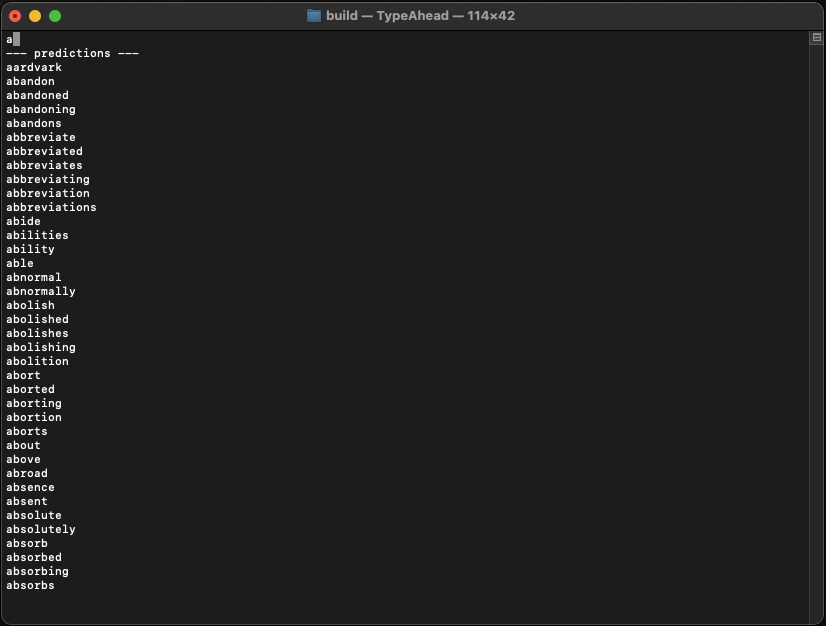 build — TypeAhead — 114×42
a
--- predictions ---
aardvark
abandon
abandoned
abandoning
abandons
abbreviate
abbreviated
abbreviates
abbreviating
abbreviation
abbreviations
abide
abilities
ability
able
abnormal
abnormally
abolish
abolished
abolishes
abolishing
abolition
abort
aborted
aborting
abortion
aborts
about
above
abroad
absence
absent
absolute
absolutely
absorb
absorbed
absorbing
absorbs